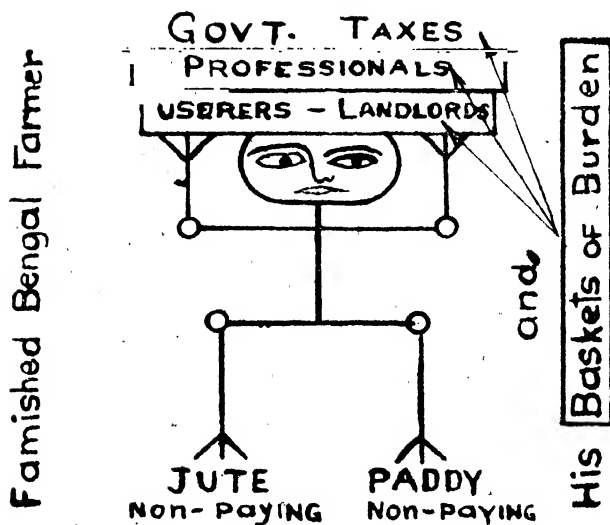 Famished Bengal Farmer
GOVT. TAXES
PROFESSIONALS
USERERS - LANDLORDS
and
His Baskets of Burden
JUTE PADDY
Non-PAYING Non-PAYING